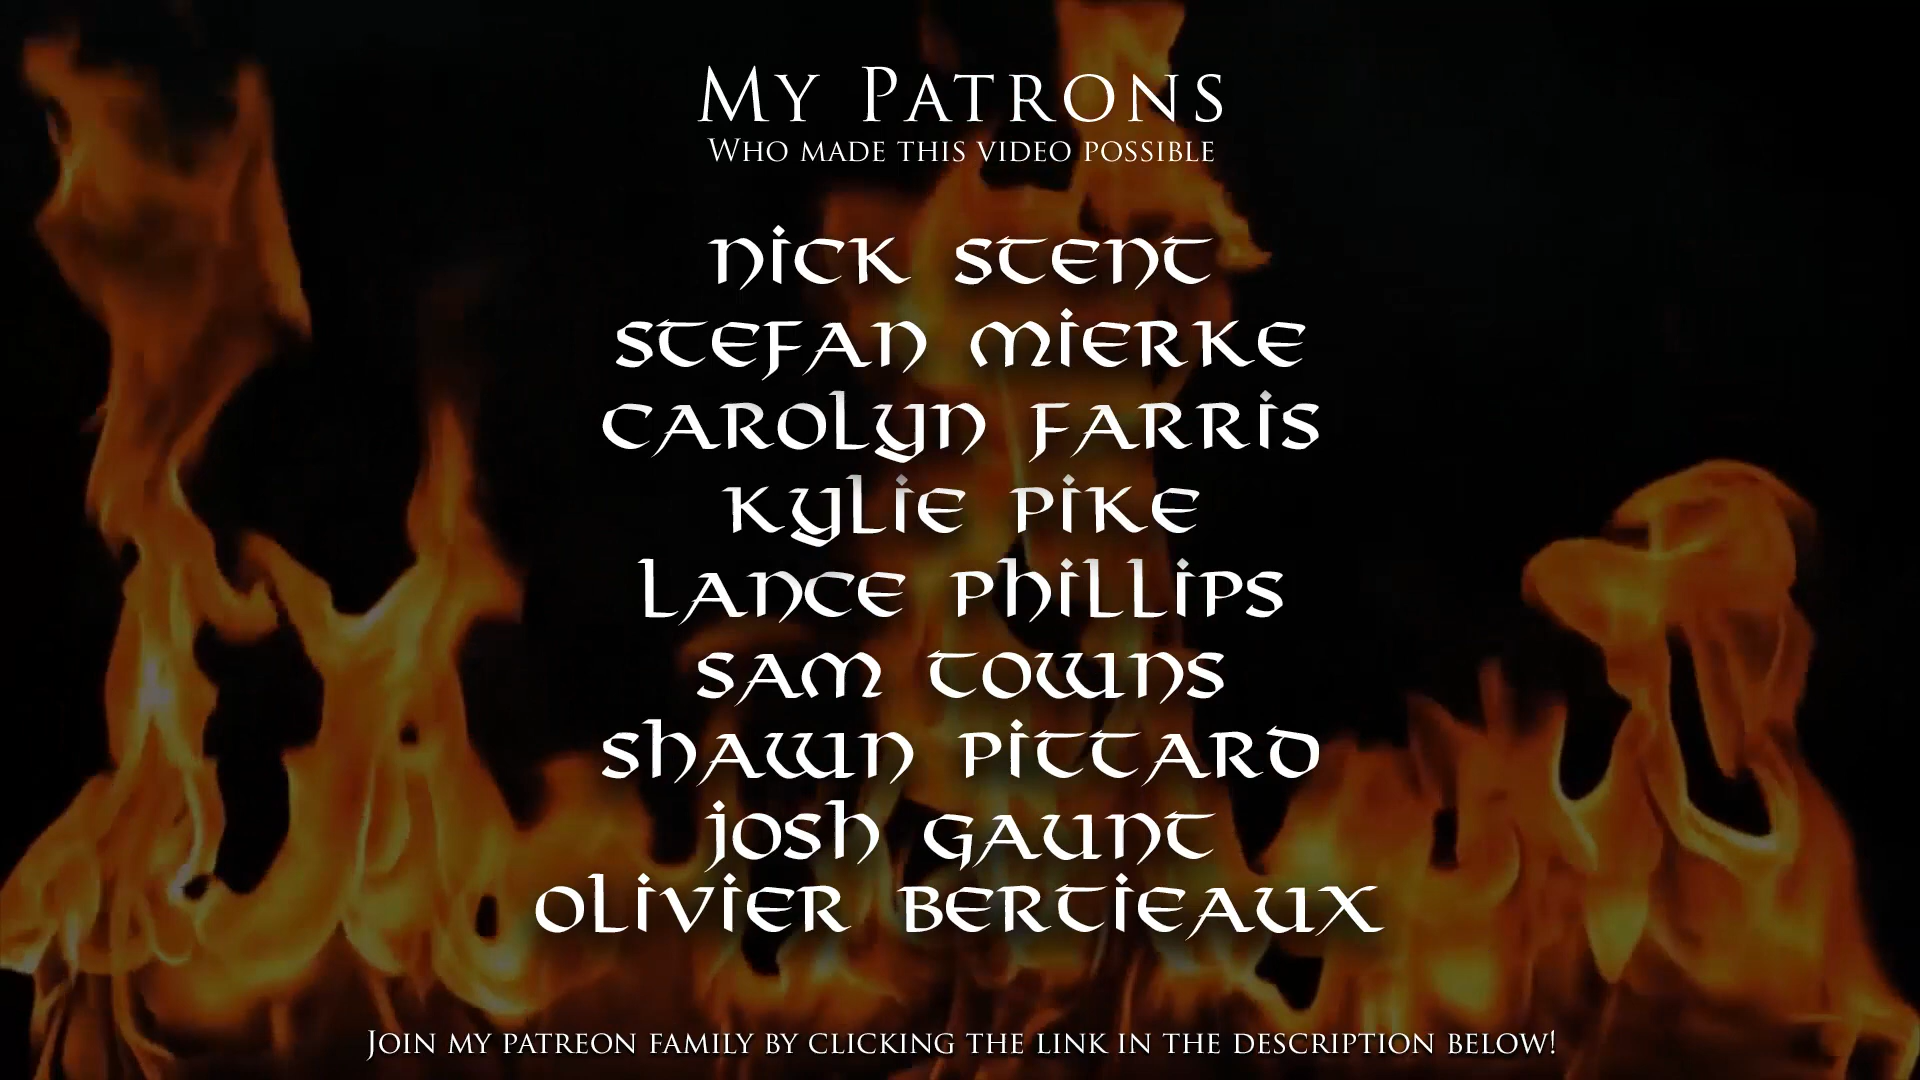 My Patrons
Who made this video possible
Nick Stent
Stefan Mierke
Carolyn Farris
Kylie Pike
Lance Phillips
Sam Towns
Shawn Pittard
Josh Gaunt
Olivier Bertieaux
Join my patreon family by clicking the link in the description below!